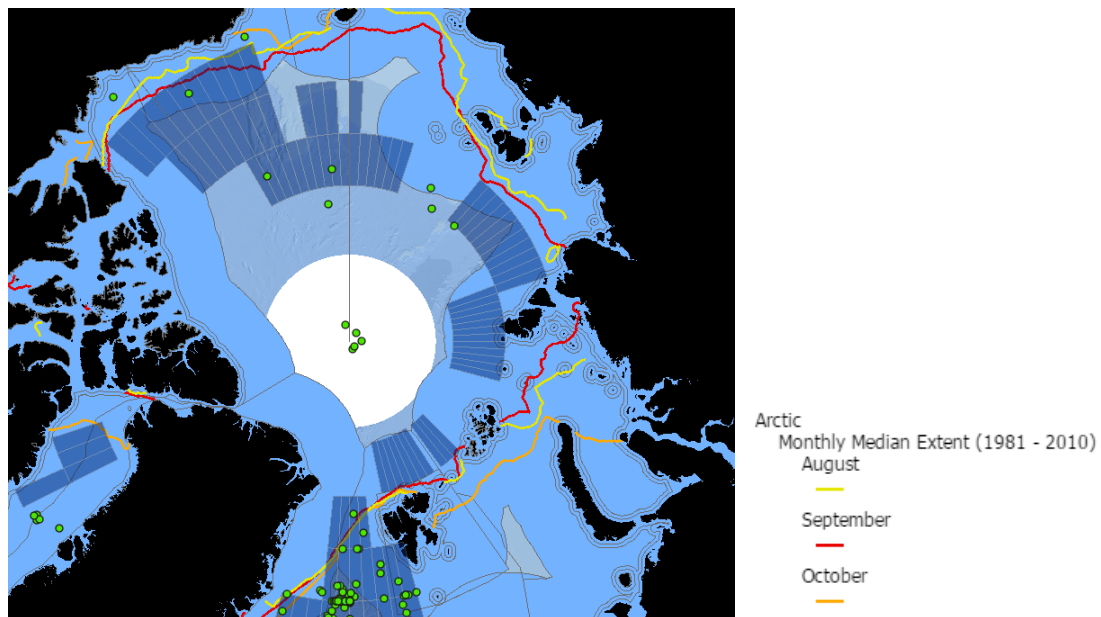 Arctic
Monthly Median Extent (1981 - 2010)
August
September
October